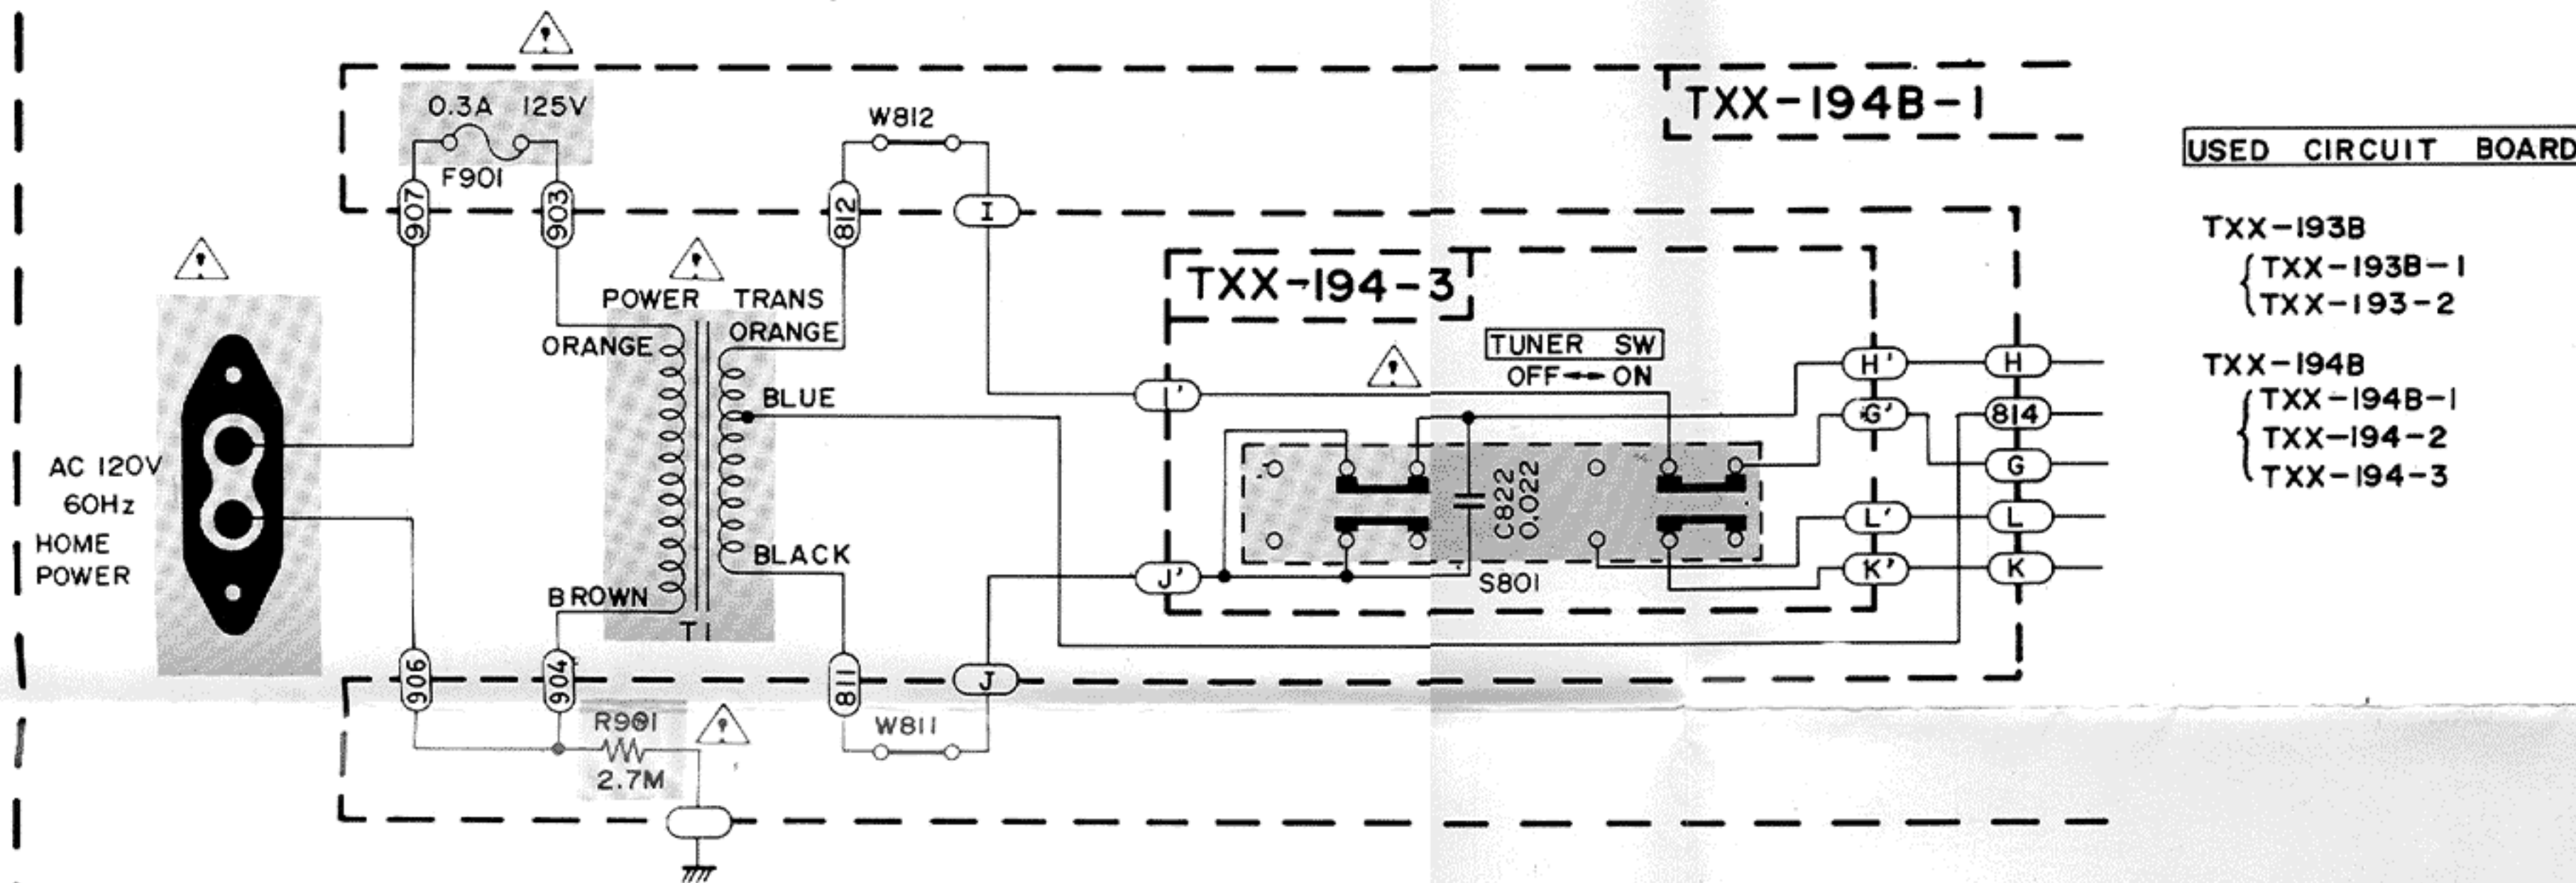 TXX-194B-1
0.3A 125V
F901
907
903
W812
812
I
USED CIRCUIT BOARD
TXX-193B
TXX-193B-1
TXX-193-2
TXX-194B
TXX-194B-1
TXX-194-2
TXX-194-3
TXX-194-3
POWER TRANS
ORANGE
ORANGE
BLUE
BLACK
BROWN
T1
TUNER SW
OFF ↔ ON
I'
J'
C822
0.022
S801
H'
G'
L'
K'
H
814
G
L
K
AC 120V
60Hz
HOME
POWER
906
904
811
J
R901
2.7M
W811